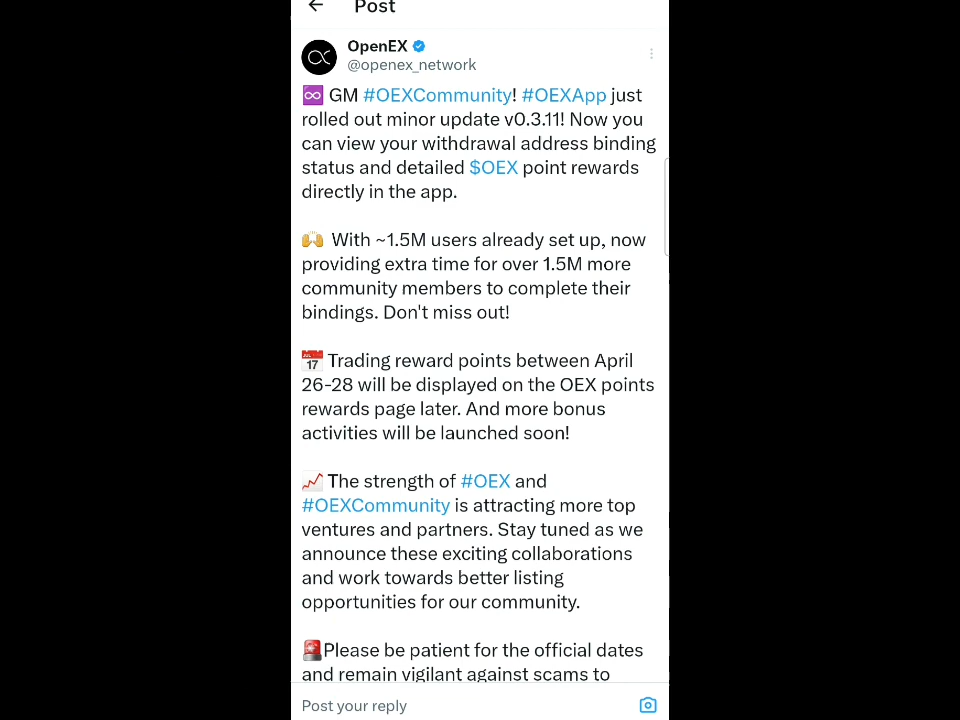 Post
OpenEX
@openex_network
♾️ GM #OEXCommunity! #OEXApp just
rolled out minor update v0.3.11! Now you
can view your withdrawal address binding
status and detailed $OEX point rewards
directly in the app.
🙌 With ~1.5M users already set up, now
providing extra time for over 1.5M more
community members to complete their
bindings. Don't miss out!
📅 Trading reward points between April
26-28 will be displayed on the OEX points
rewards page later. And more bonus
activities will be launched soon!
📈 The strength of #OEX and
#OEXCommunity is attracting more top
ventures and partners. Stay tuned as we
announce these exciting collaborations
and work towards better listing
opportunities for our community.
🚨Please be patient for the official dates
and remain vigilant against scams to
Post your reply